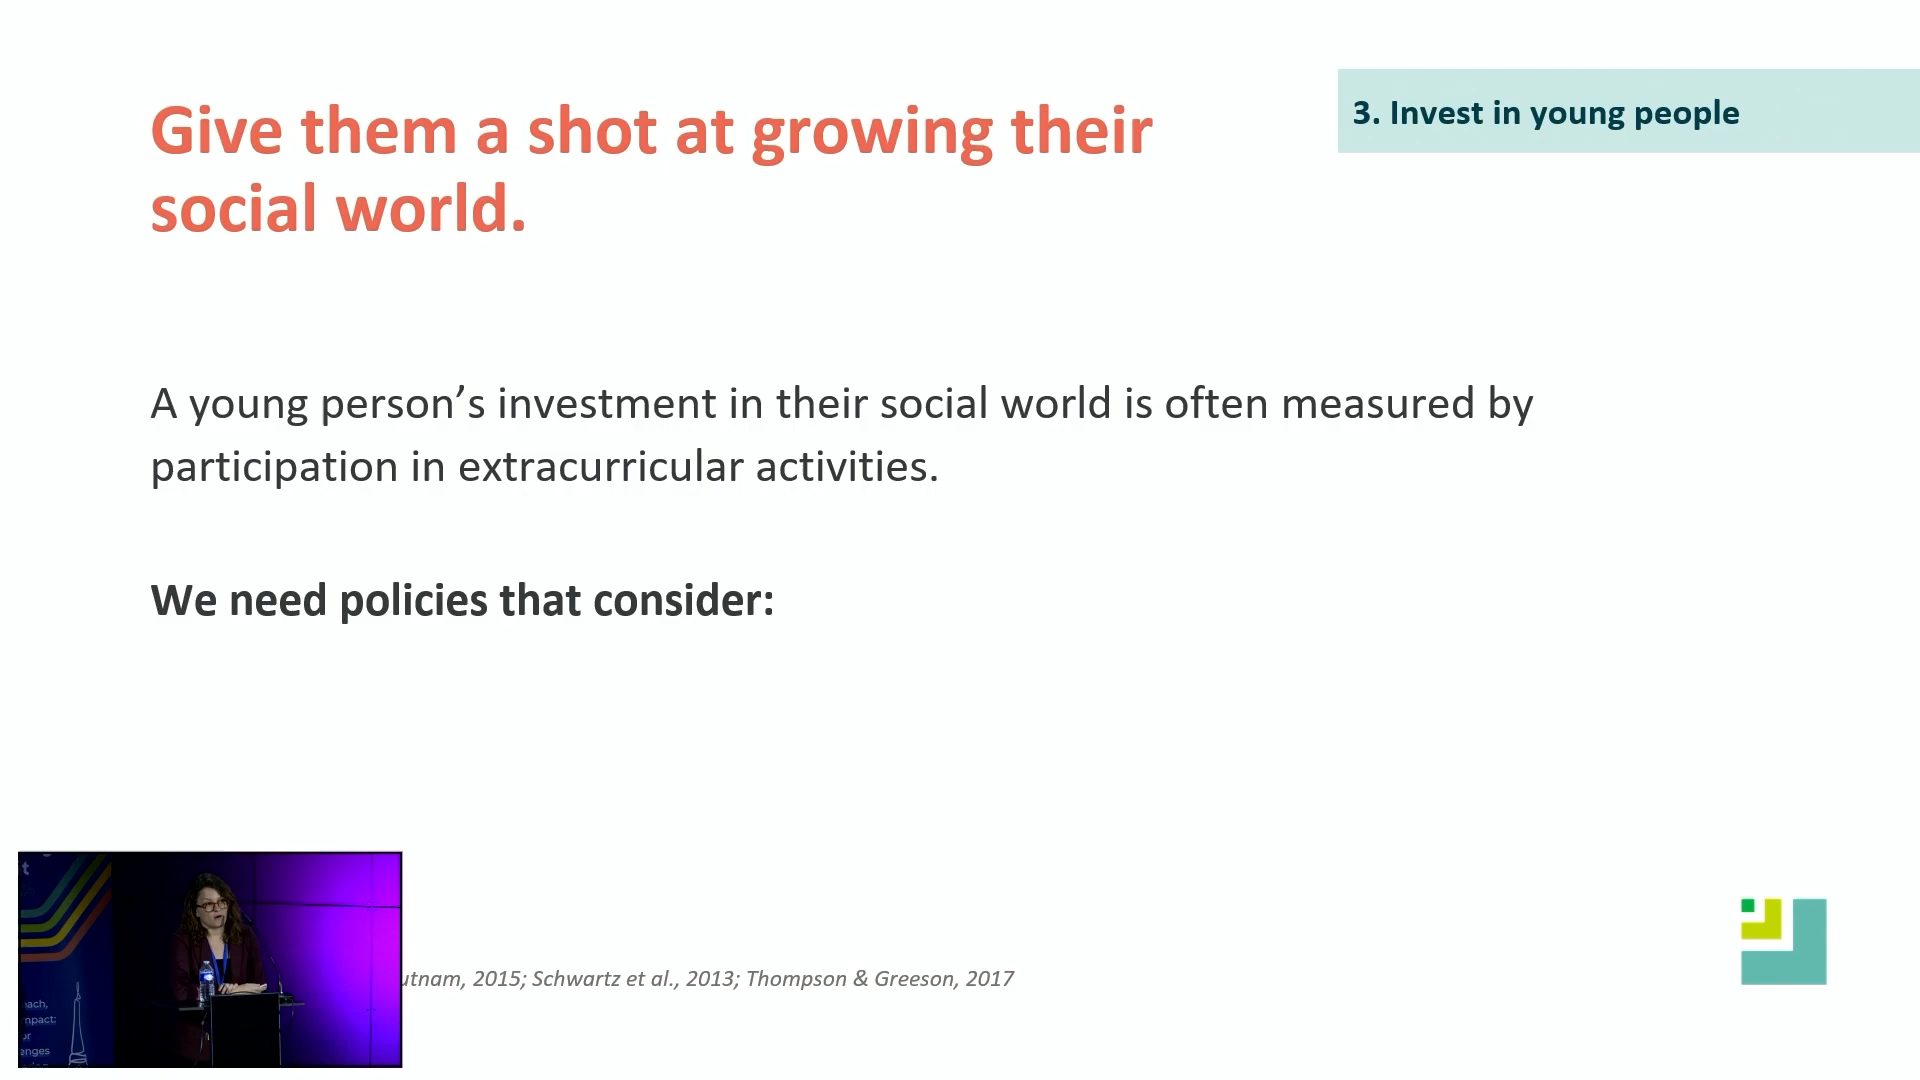 Give them a shot at growing their
social world.
3. Invest in young people
A young person’s investment in their social world is often measured by
participation in extracurricular activities.
We need policies that consider:
2015; Schwartz et al., 2013; Thompson & Greeson, 2017